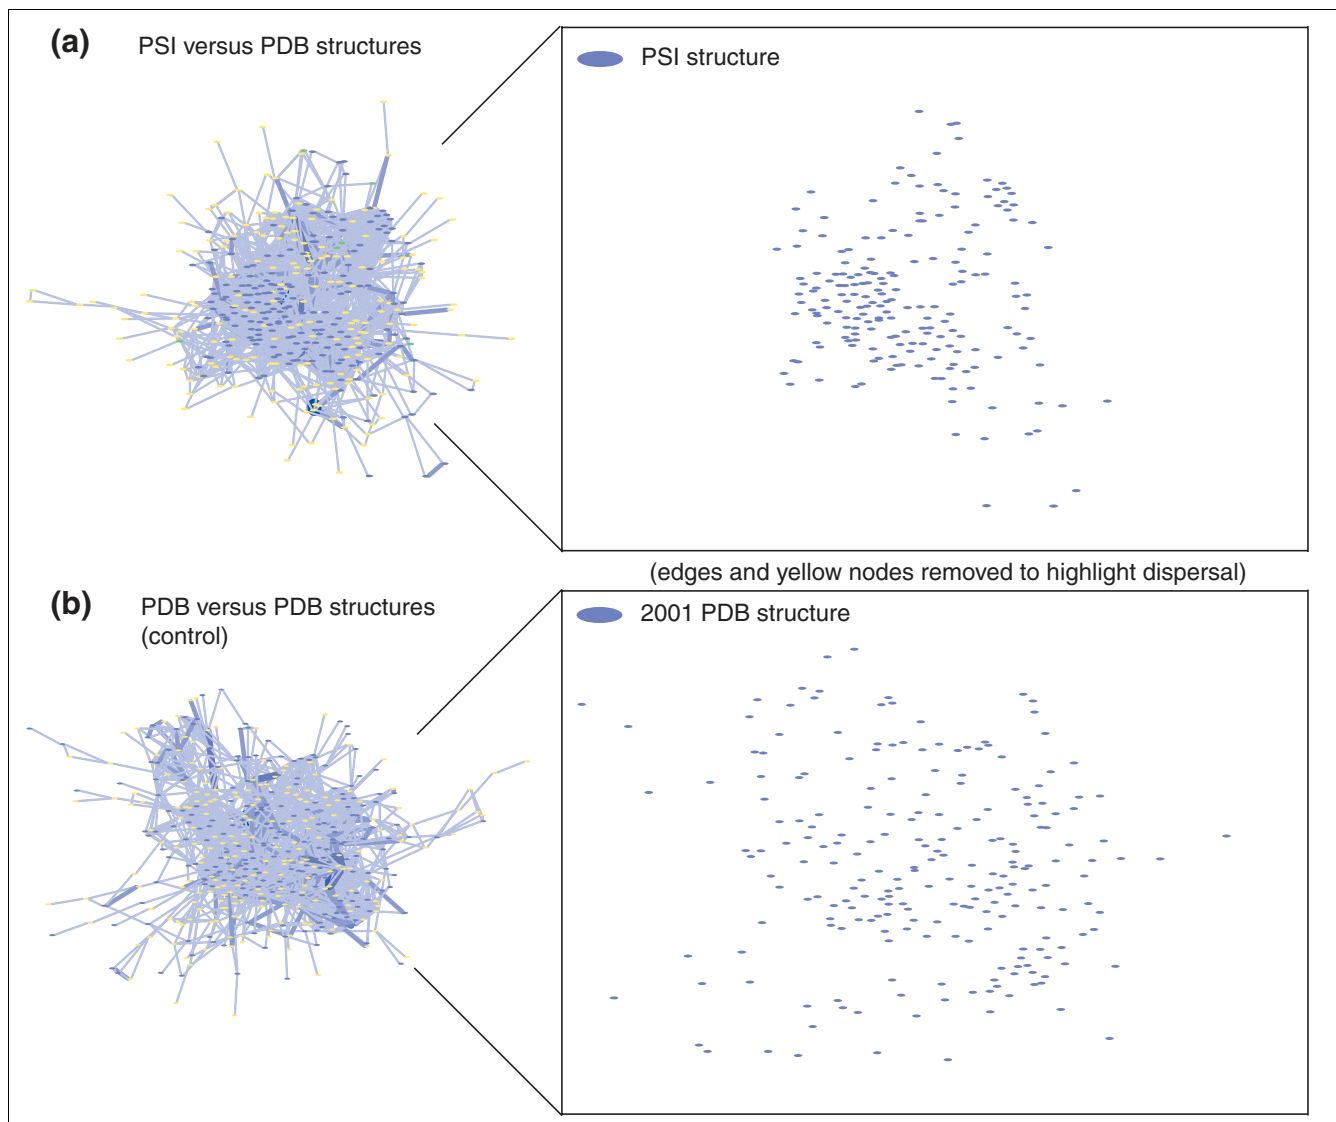 (a)
PSI versus PDB structures
PSI structure
(edges and yellow nodes removed to highlight dispersal)
(b)
PDB versus PDB structures
(control)
2001 PDB structure